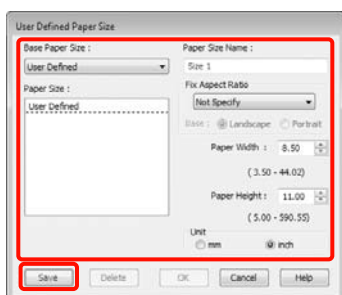 User Defined Paper Size
Base Paper Size :
User Defined
Paper Size :
User Defined
Paper Size Name :
Size 1
Fix Aspect Ratio
Not Specify
Base : Landscape Portrait
Paper Width : 8.50
(3.50 - 44.02)
Paper Height : 11.00
(5.00 - 590.55)
Unit
mm inch
Save Delete OK Cancel Help